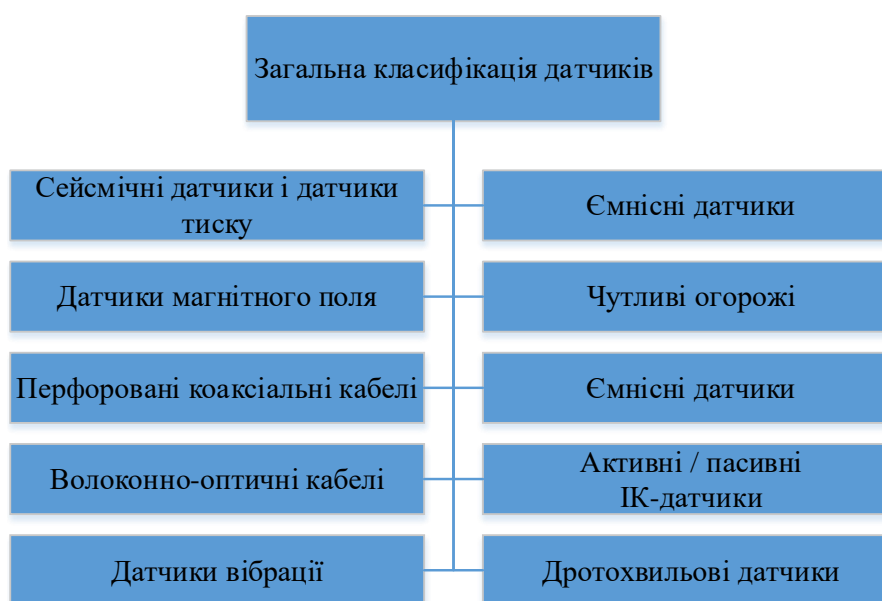 Загальна класифікація датчиків
Сейсмічні датчики і датчики
тиску
Ємнісні датчики
Датчики магнітного поля
Чутливі огорожі
Перфоровані коаксіальні кабелі
Ємнісні датчики
Волоконно-оптичні кабелі
Активні / пасивні
ІК-датчики
Датчики вібрації
Дротохвильові датчики